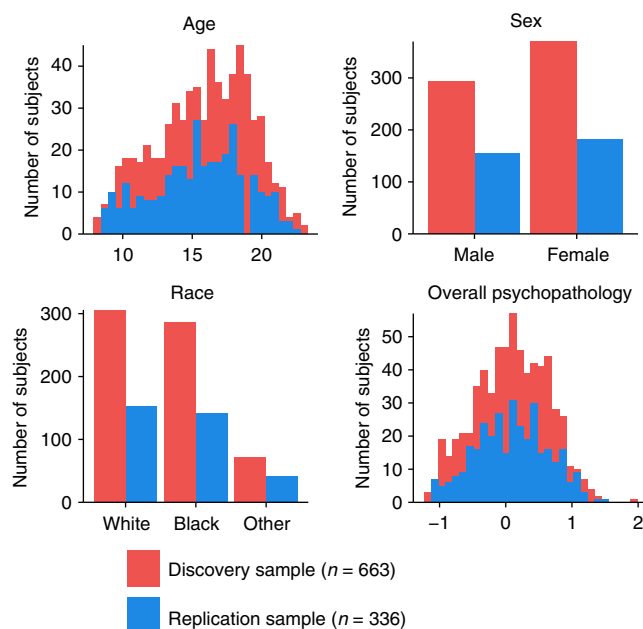 Age
Number of subjects
40
30
20
10
0
10 15 20
Sex
Number of subjects
300
200
100
0
Male Female
Race
Number of subjects
300
200
100
0
White Black Other
Overall psychopathology
Number of subjects
50
40
30
20
10
0
−1 0 1 2
Discovery sample (n = 663)
Replication sample (n = 336)